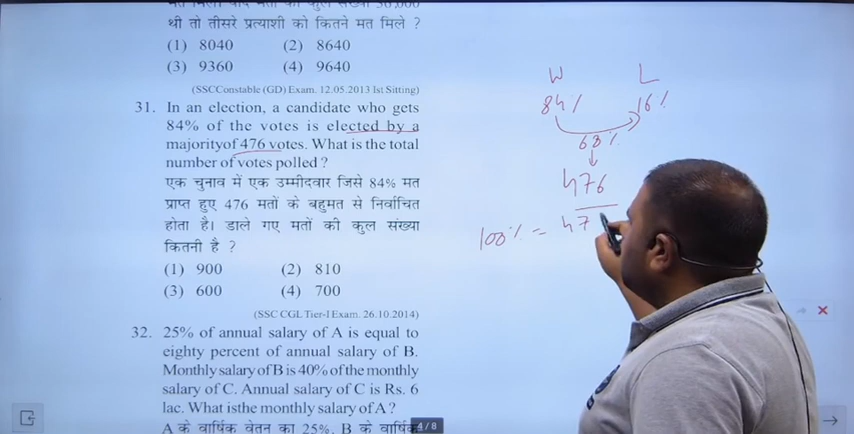 थी तो तीसरे प्रत्याशी को कितने मत मिले ?
(1) 8040 (2) 8640
(3) 9360 (4) 9640
(SSCConstable (GD) Exam. 12.05.2013 Ist Sitting)
31. In an election, a candidate who gets
84% of the votes is elected by a
majorityof 476 votes. What is the total
number of votes polled ?
एक चुनाव में एक उम्मीदवार जिसे 84% मत
प्राप्त हुए 476 मतों के बहुमत से निर्वाचित
होता है। डाले गए मतों की कुल संख्या
कितनी है ?
(1) 900 (2) 810
(3) 600 (4) 700
(SSC CGL Tier-I Exam. 26.10.2014)
32. 25% of annual salary of A is equal to
eighty percent of annual salary of B.
Monthly salary of B is 40% of the monthly
salary of C. Annual salary of C is Rs. 6
lac. What isthe monthly salary of A ?
A के वार्षिक वेतन का 25%, B के वार्षिक
4 / 8
W L
84% 16%
68%
476
100% = 47